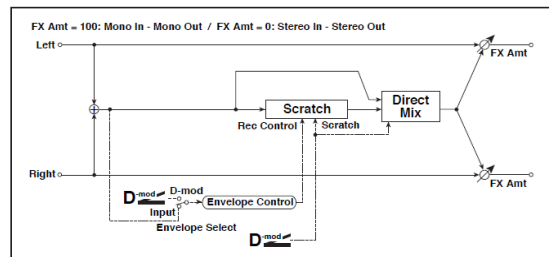 FX Amt = 100: Mono In - Mono Out / FX Amt = 0: Stereo In - Stereo Out
Left
FX Amt
Scratch
Direct
Mix
Rec Control
Scratch
Right
FX Amt
D-mod
D-mod
Input
Envelope Control
Envelope Select
D-mod